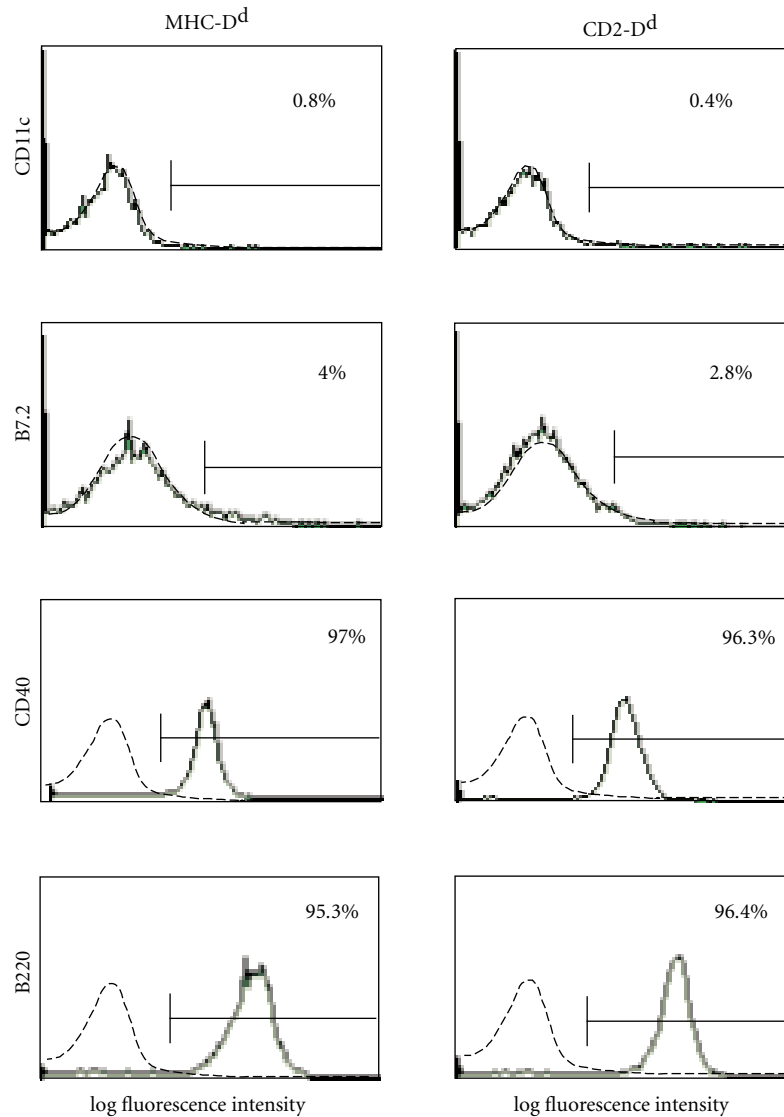 MHC-Dd CD2-Dd
CD11c 0.8% 0.4%
B7.2 4% 2.8%
CD40 97% 96.3%
B220 95.3% 96.4%
log fluorescence intensity log fluorescence intensity